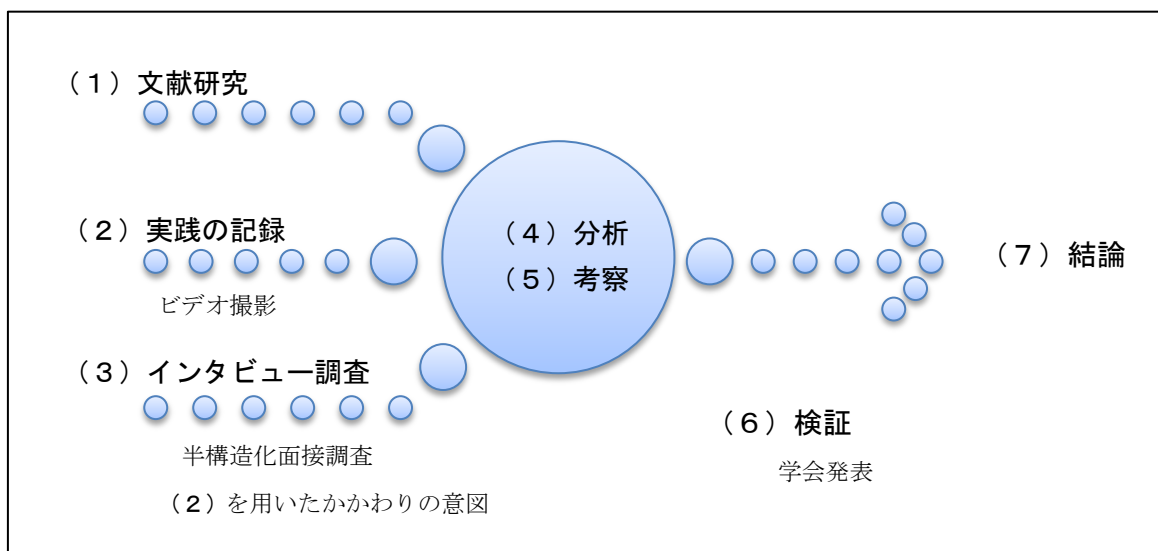 （１）文献研究
（２）実践の記録
ビデオ撮影
（３）インタビュー調査
半構造化面接調査
（２）を用いたかかわりの意図
（４）分析
（５）考察
（６）検証
学会発表
（７）結論